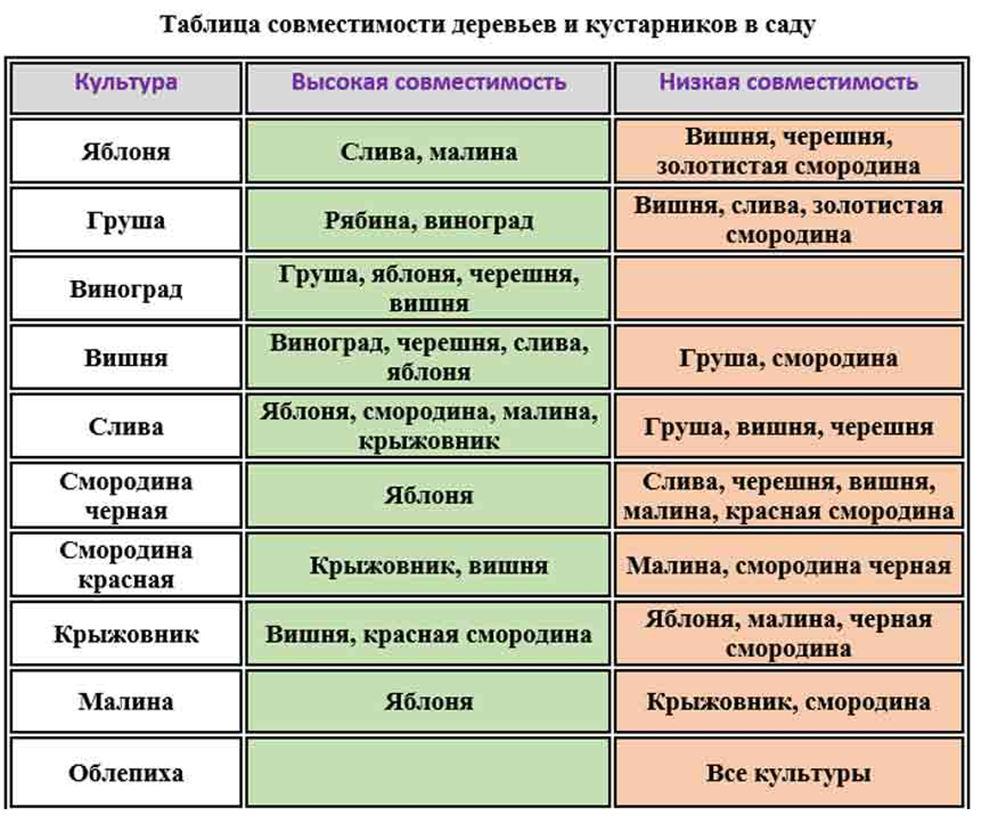 Таблица совместимости деревьев и кустарников в саду
Культура
Высокая совместимость
Низкая совместимость
Яблоня
Слива, малина
Вишня, черешня,
золотистая смородина
Груша
Рябина, виноград
Вишня, слива, золотистая
смородина
Виноград
Груша, яблоня, черешня,
вишня
Вишня
Виноград, черешня, слива,
яблоня
Груша, смородина
Слива
Яблоня, смородина, малина,
крыжовник
Груша, вишня, черешня
Смородина
черная
Яблоня
Слива, черешня, вишня,
малина, красная смородина
Смородина
красная
Крыжовник, вишня
Малина, смородина черная
Крыжовник
Вишня, красная смородина
Яблоня, малина, черная
смородина
Малина
Яблоня
Крыжовник, смородина
Облепиха
Все культуры